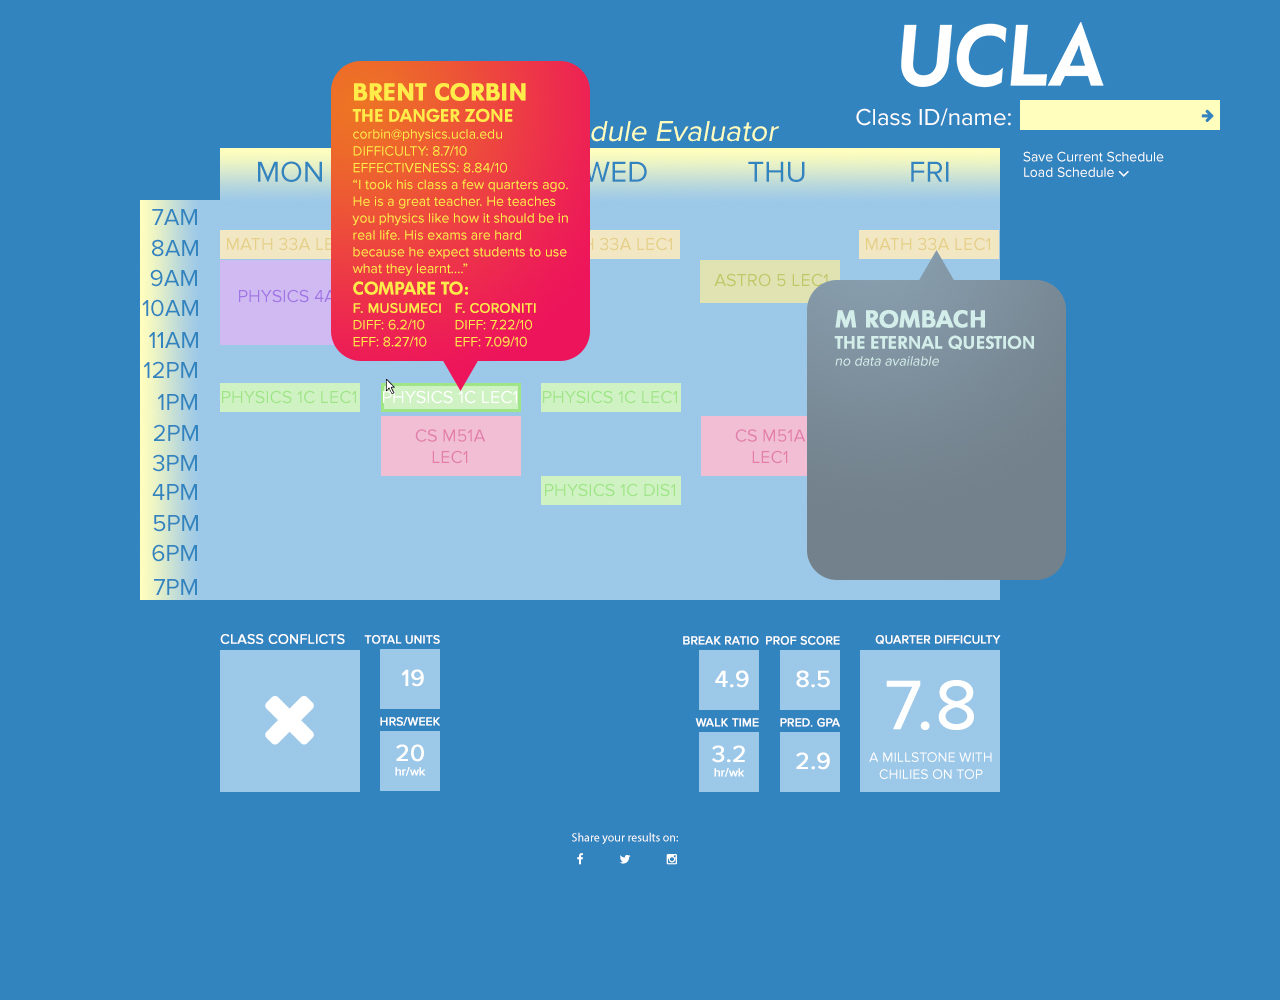 UCLA
Class ID/name:
dule Evaluator
Save Current Schedule
Load Schedule
MON
WED
THU
FRI
7AM
8AM
9AM
10AM
11AM
12PM
1PM
2PM
3PM
4PM
5PM
6PM
7PM
BRENT CORBIN
THE DANGER ZONE
corbin@physics.ucla.edu
DIFFICULTY: 8.7/10
EFFECTIVENESS: 8.84/10
“I took his class a few quarters ago.
He is a great teacher. He teaches
you physics like how it should be in
real life. His exams are hard
because he expect students to use
what they learnt....”
COMPARE TO:
F. MUSUMECI F. CORONITI
DIFF: 6.2/10 DIFF: 7.22/10
EFF: 8.27/10 EFF: 7.09/10
MATH 33A LE
33A LEC1
MATH 33A LEC1
PHYSICS 4A
ASTRO 5 LEC1
M ROMBACH
THE ETERNAL QUESTION
no data available
PHYSICS 1C LEC1
PHYSICS 1C LEC1
PHYSICS 1C LEC1
CS M51A
LEC1
CS M51A
LEC1
PHYSICS 1C DIS1
CLASS CONFLICTS
TOTAL UNITS
19
HRS/WEEK
20
hr/wk
BREAK RATIO
4.9
PROF SCORE
8.5
WALK TIME
3.2
hr/wk
PRED. GPA
2.9
QUARTER DIFFICULTY
7.8
A MILLSTONE WITH
CHILIES ON TOP
Share your results on: